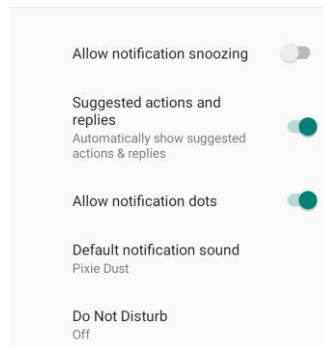 Allow notification snoozing
Suggested actions and
replies
Automatically show suggested
actions & replies
Allow notification dots
Default notification sound
Pixie Dust
Do Not Disturb
Off